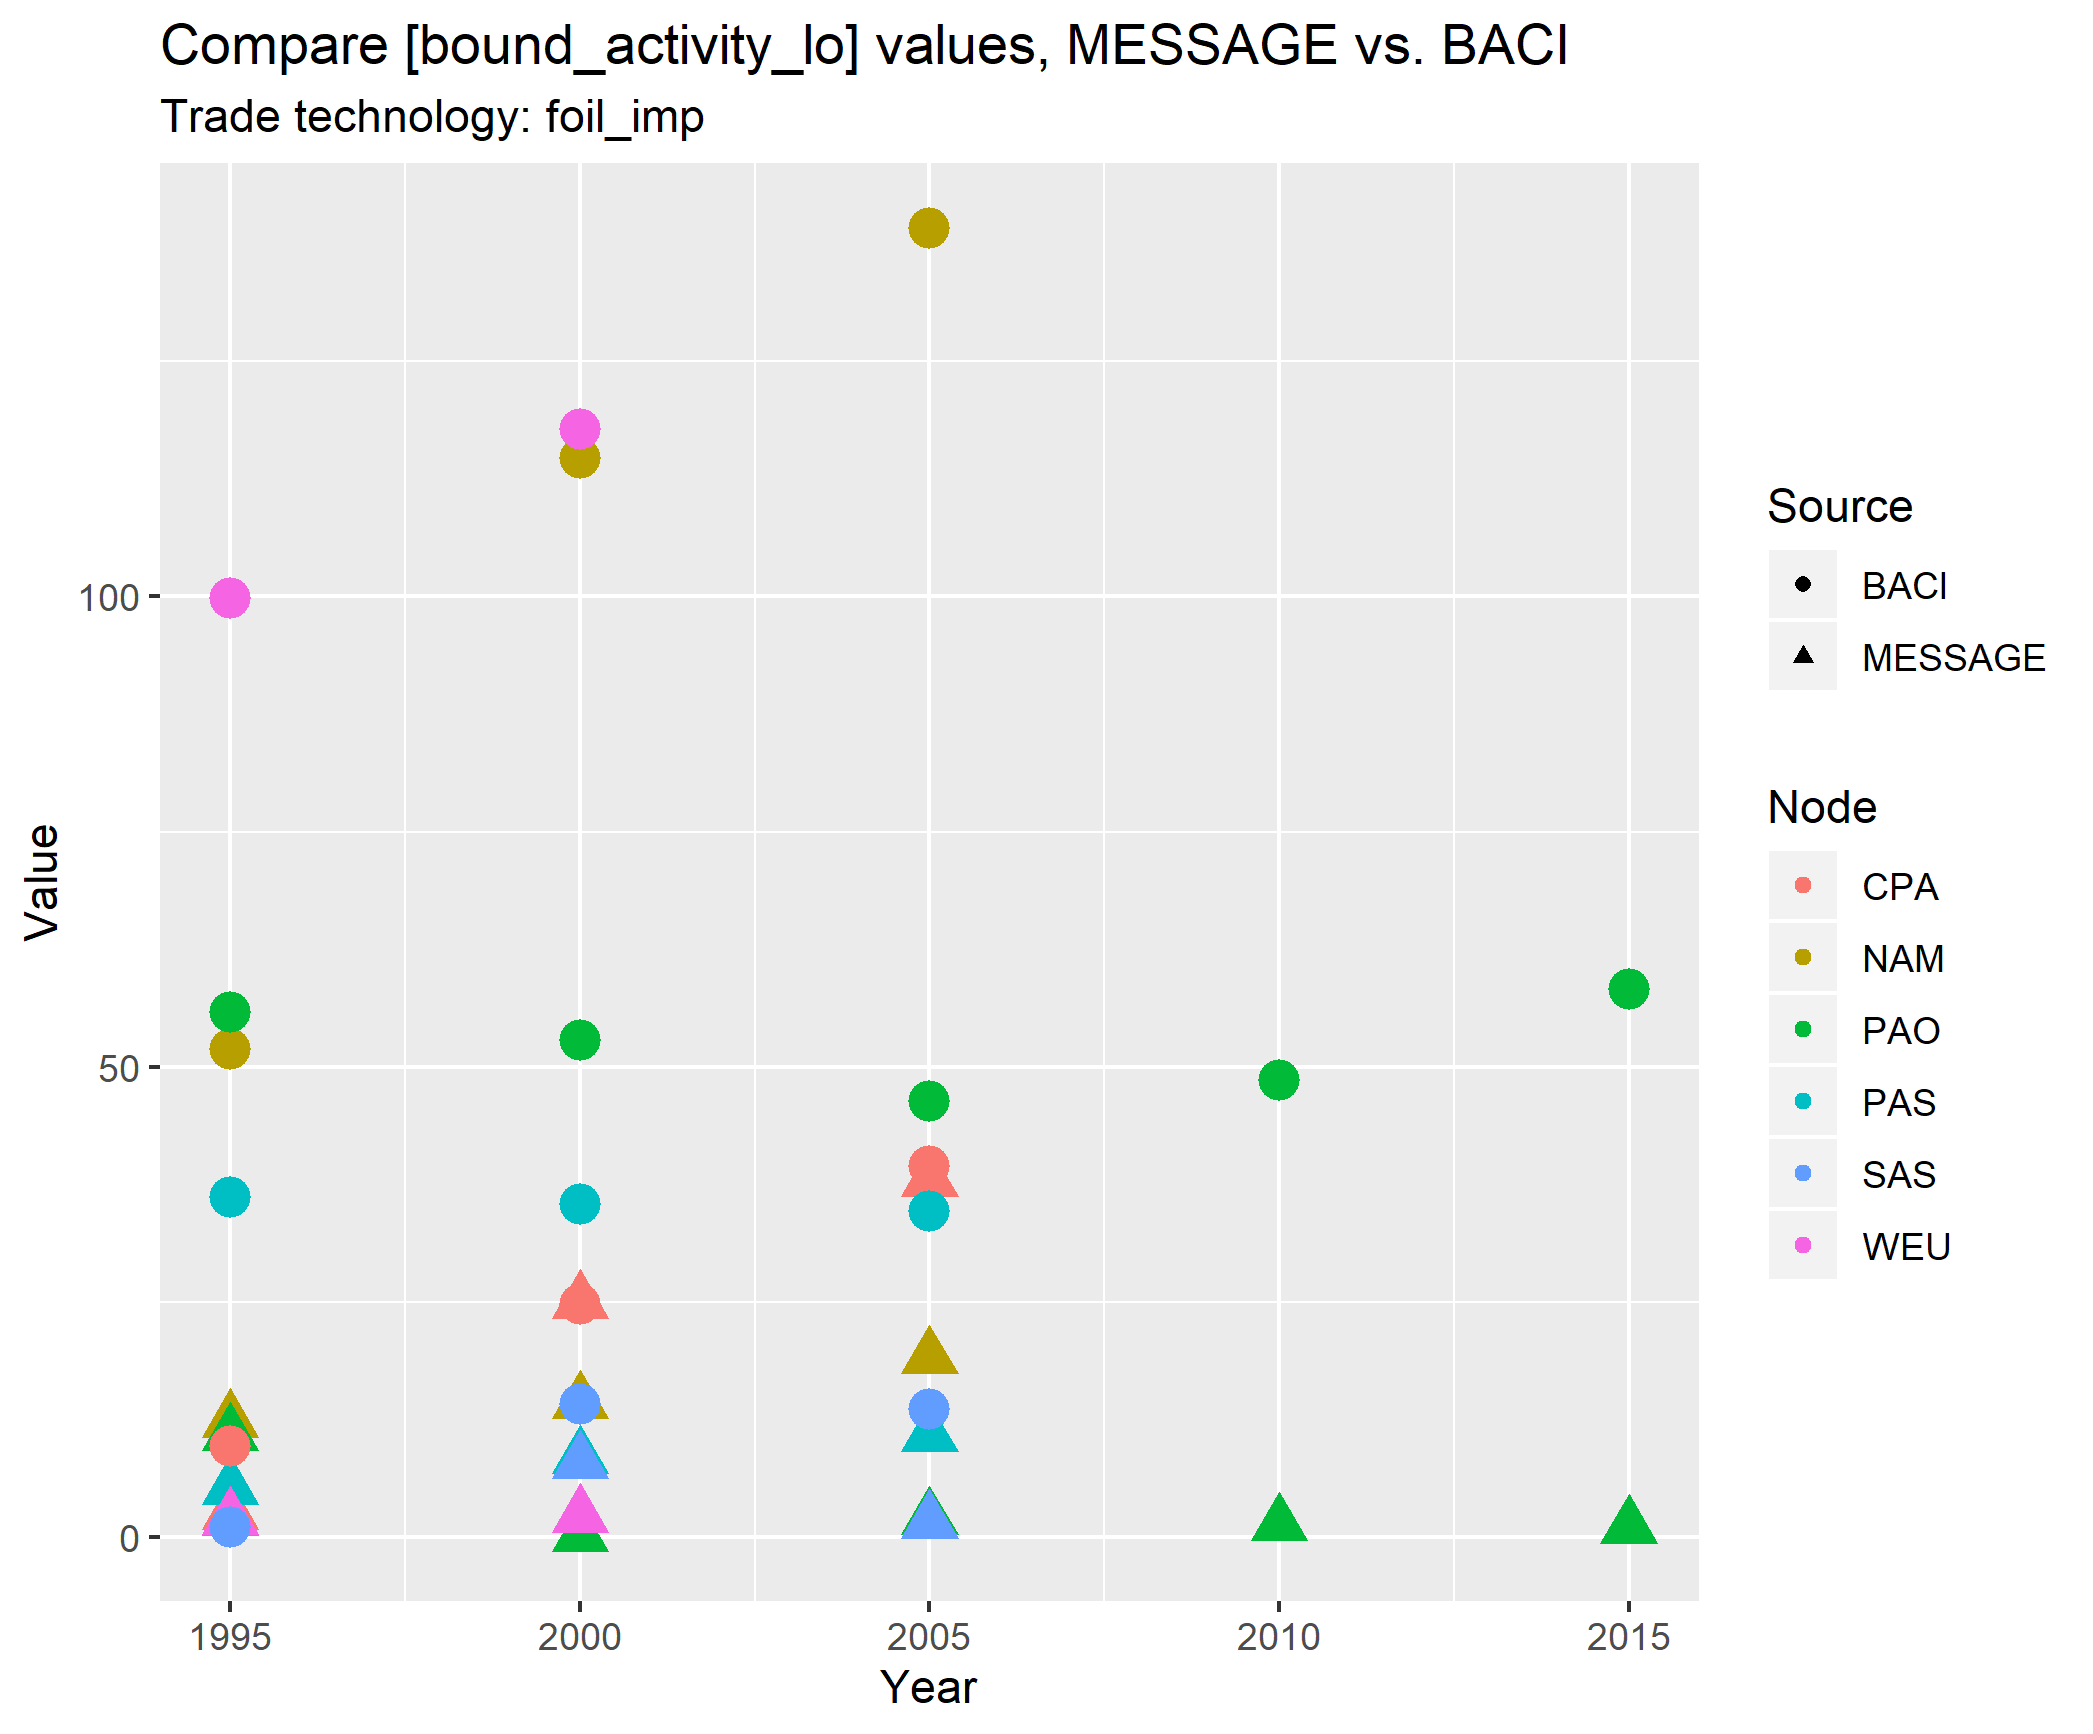 Compare [bound_activity_lo] values, MESSAGE vs. BACI
Trade technology: foil_imp
Value
100
50
0
1995
2000
2005
2010
2015
Year
Source
BACI
MESSAGE
Node
CPA
NAM
PAO
PAS
SAS
WEU